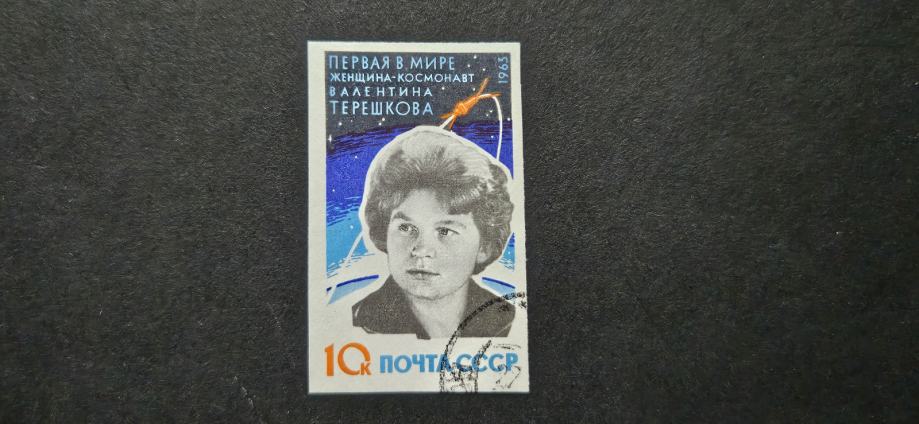 ПЕРВАЯ В МИРЕ
ЖЕНЩИНА-КОСМОНАВТ
ВАЛЕНТИНА
ТЕРЕШКОВА
1963
10К ПОЧТА СССР